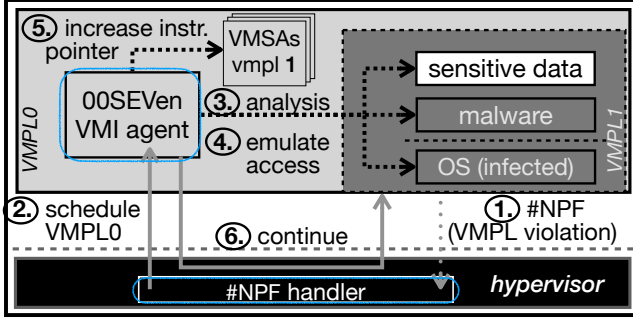 5. increase instr.
pointer
VMSAs
vmpl 1
sensitive data
00SEVen
VMI agent
3. analysis
malware
4. emulate
access
OS (infected)
VMPL0
VMPL1
2. schedule
VMPL0
1. #NPF
(VMPL violation)
6. continue
#NPF handler
hypervisor